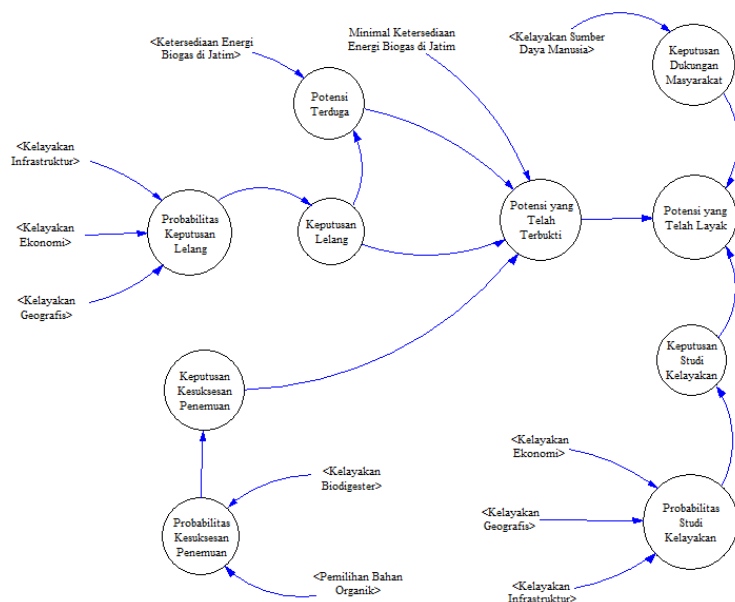 <Ketersediaan Energi
Biogas di Jatim>
Minimal Ketersediaan
Energi Biogas di Jatim
<Kelayakan Sumber
Daya Manusia>
Keputusan
Dukungan
Masyarakat
Potensi
Terduga
<Kelayakan
Infrastruktur>
<Kelayakan
Ekonomi>
<Kelayakan
Geografis>
Probabilitas
Keputusan
Lelang
Keputusan
Lelang
Potensi yang
Telah
Terbukti
Potensi yang
Telah Layak
Keputusan
Kesuksesan
Penemuan
Keputusan
Studi
Kelayakan
<Kelayakan
Biodigester>
Probabilitas
Kesuksesan
Penemuan
<Pemilihan Bahan
Organik>
<Kelayakan
Ekonomi>
<Kelayakan
Geografis>
<Kelayakan
Infrastruktur>
Probabilitas
Studi
Kelayakan